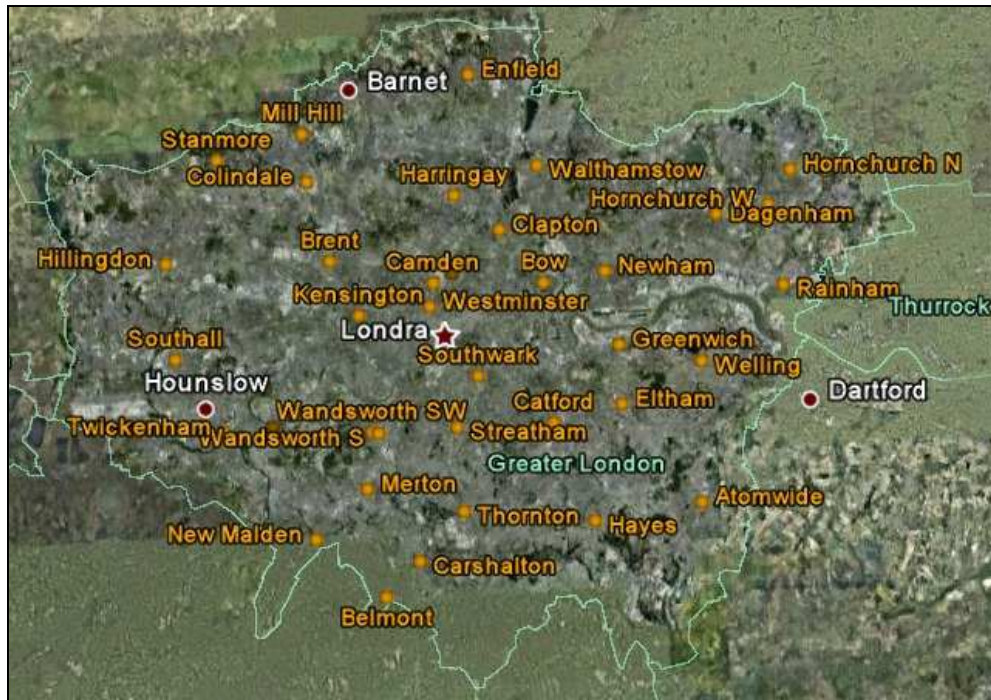 Enfield
Barnet
Mill Hill
Stanmore
Colindale
Harringay
Walthamstow
Hornchurch N
Hornchurch W
Dagenham
Clapton
Brent
Hillingdon
Camden
Bow
Newham
Rainham
Kensington
Westminster
Thurrock
Londra
Southwark
Greenwich
Southall
Welling
Hounslow
Dartford
Eltham
Catford
Wandsworth SW
Twickenham
Wandsworth S
Streatham
Greater London
Merton
Atomwide
Thornton
Hayes
New Malden
Carshalton
Belmont